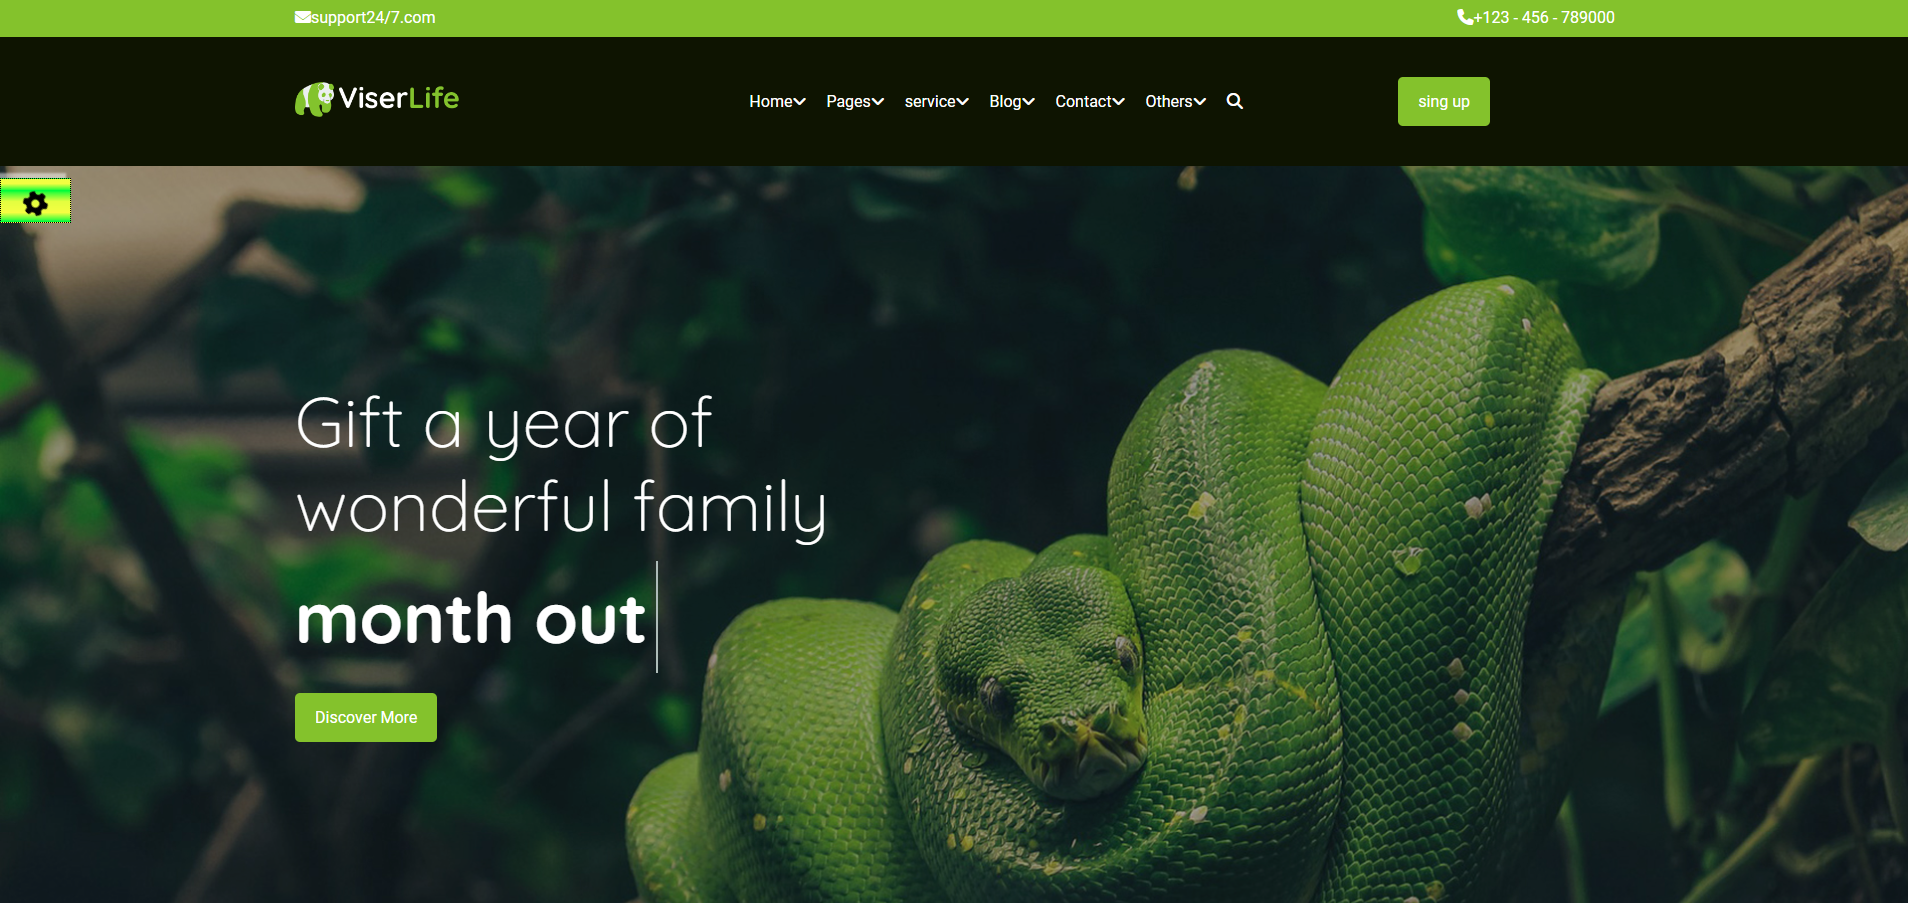 support24/7.com
+123 - 456 - 789000
ViserLife
Home Pages service Blog Contact Others
sing up
Gift a year of
wonderful family
month out
Discover More